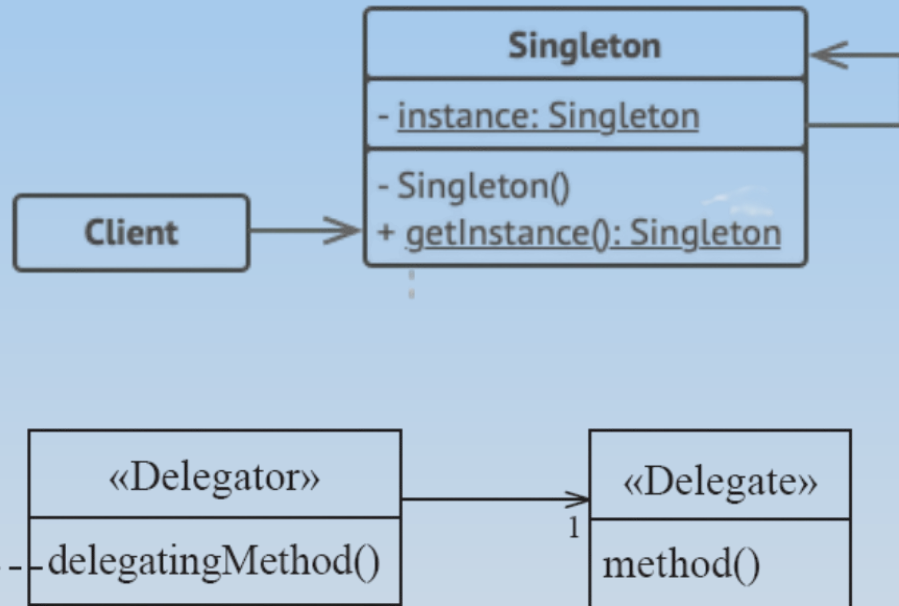 Singleton
- instance: Singleton
- Singleton()
+ getInstance(): Singleton
Client
«Delegator»
delegatingMethod()
«Delegate»
method()
1